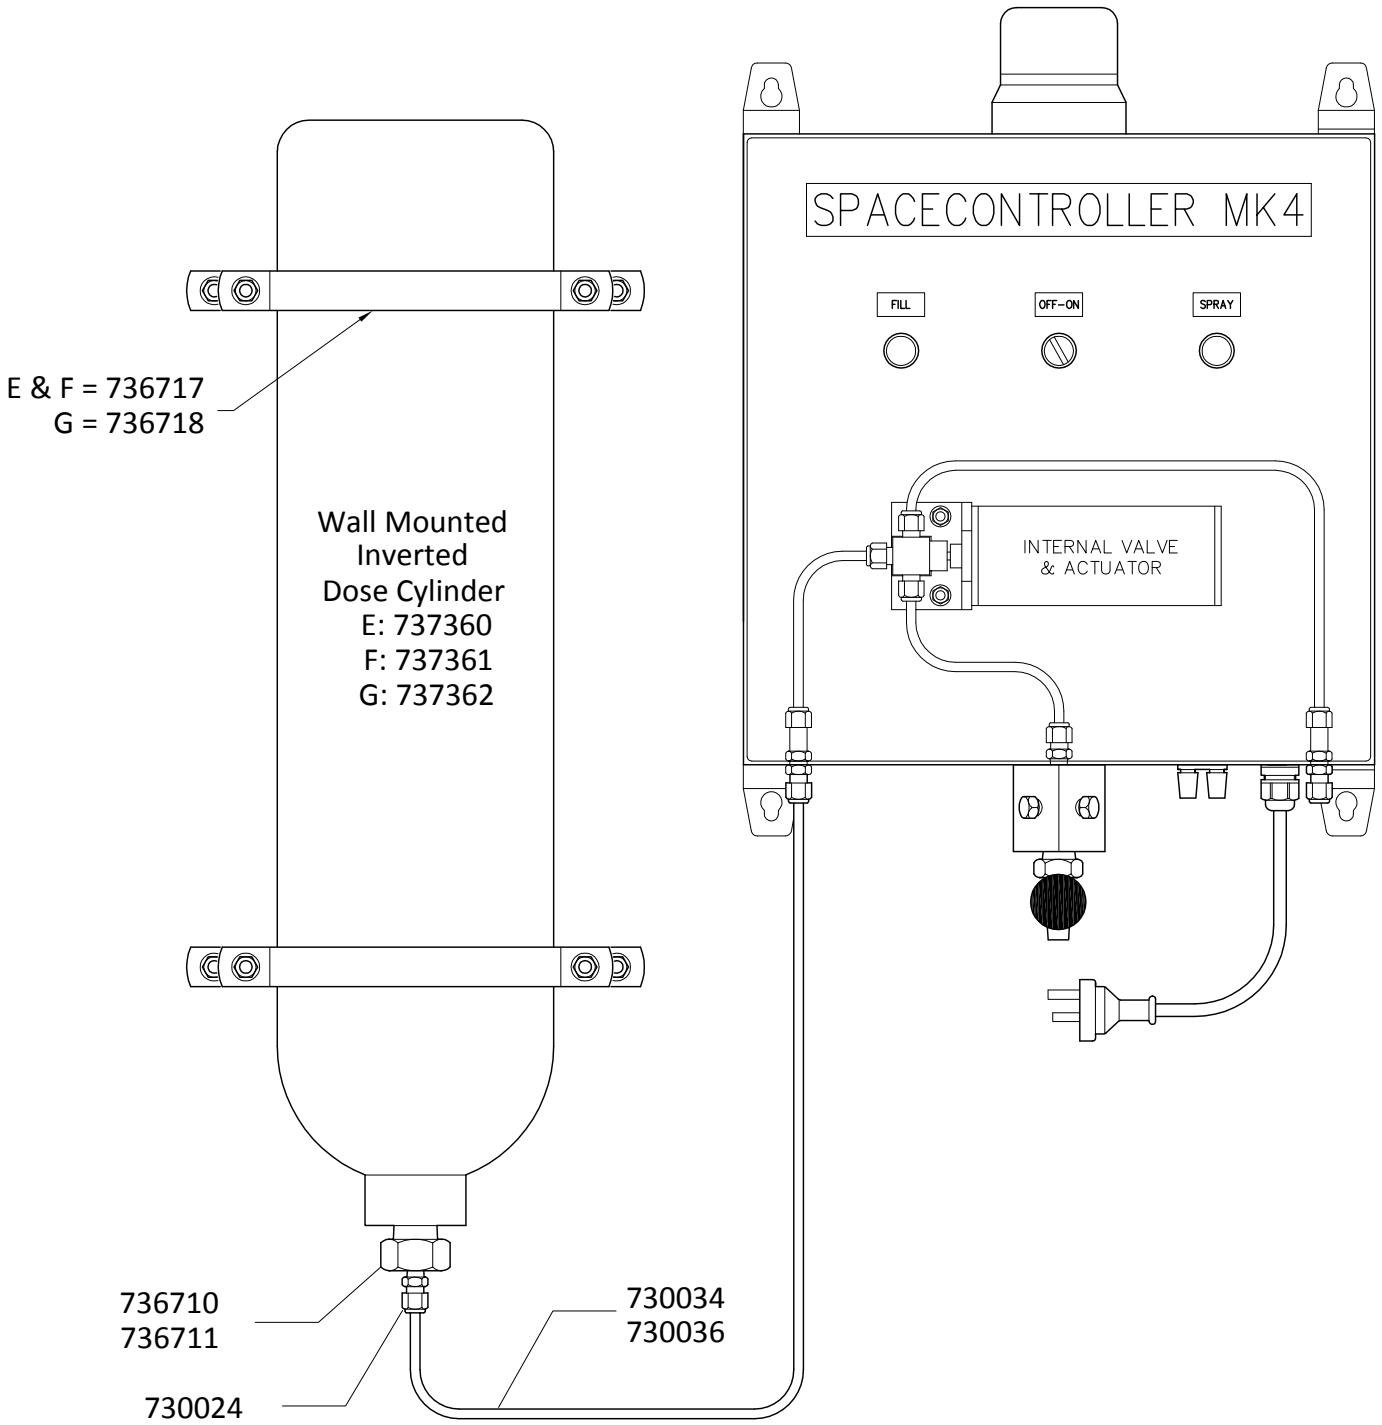 SPACECONTROLLER MK4
FILL
OFF-ON
SPRAY
E & F = 736717
G = 736718
Wall Mounted
Inverted
Dose Cylinder
E: 737360
F: 737361
G: 737362
INTERNAL VALVE
& ACTUATOR
736710
736711
730034
730036
730024